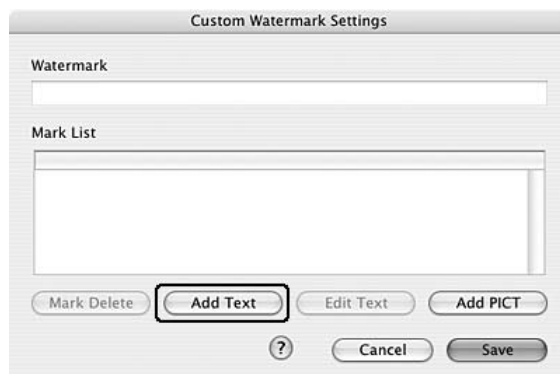 Custom Watermark Settings
Watermark
Mark List
Mark Delete Add Text Edit Text Add PICT
? Cancel Save